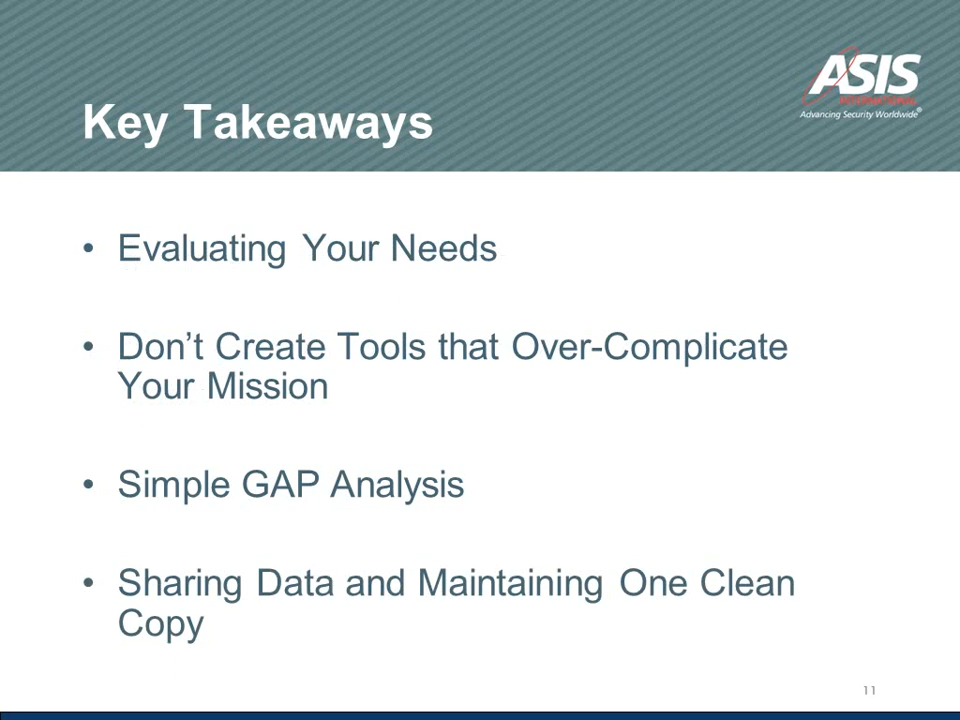 ASIS
INTERNATIONAL
Advancing Security Worldwide®
Key Takeaways
• Evaluating Your Needs
• Don’t Create Tools that Over-Complicate
Your Mission
• Simple GAP Analysis
• Sharing Data and Maintaining One Clean
Copy
11